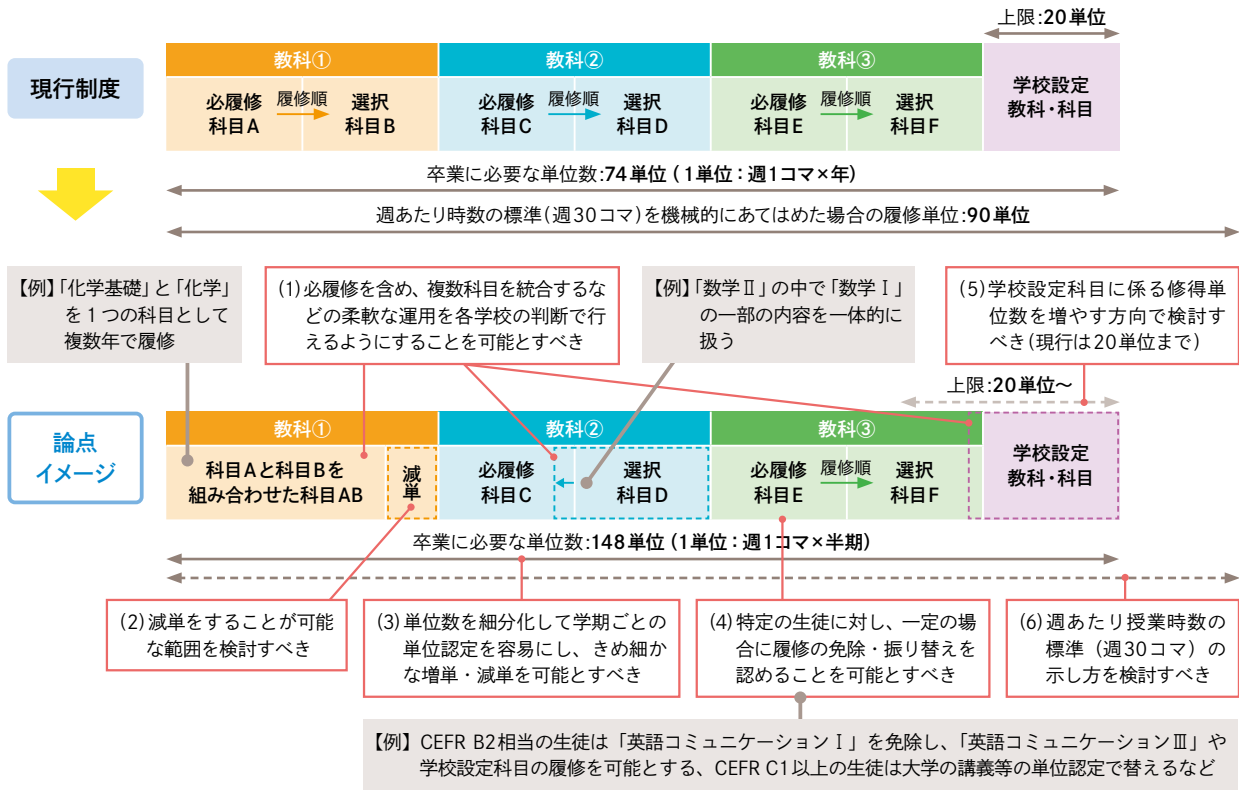 上限:20単位
現行制度
教科①
教科②
教科③
学校設定
教科・科目
必履修
科目A
履修順
選択
科目B
必履修
科目C
履修順
選択
科目D
必履修
科目E
履修順
選択
科目F
卒業に必要な単位数:74単位(1単位:週1コマ×年)
週あたり時数の標準(週30コマ)を機械的にあてはめた場合の履修単位:90単位
【例】「化学基礎」と「化学」
を1つの科目として
複数年で履修
(1)必履修を含め、複数科目を統合するな
どの柔軟な運用を各学校の判断で行
えるようにすることを可能とすべき
【例】「数学Ⅱ」の中で「数学Ⅰ」
の一部の内容を一体的に
扱う
(5)学校設定科目に係る修得単
位数を増やす方向で検討す
べき(現行は20単位まで)
上限:20単位~
論点
イメージ
教科①
教科②
教科③
学校設定
教科・科目
科目Aと科目Bを
組み合わせた科目AB
減単
必履修
科目C
選択
科目D
必履修
科目E
履修順
選択
科目F
卒業に必要な単位数:148単位(1単位:週1コマ×半期)
(2)減単をすることが可能
な範囲を検討すべき
(3)単位数を細分化して学期ごとの
単位認定を容易にし、きめ細か
な増単・減単を可能とすべき
(4)特定の生徒に対し、一定の場
合に履修の免除・振り替えを
認めることを可能とすべき
(6)週あたり授業時数の
標準(週30コマ)の
示し方を検討すべき
【例】CEFR B2相当の生徒は「英語コミュニケーションⅠ」を免除し、「英語コミュニケーションⅢ」や
学校設定科目の履修を可能とする、CEFR C1以上の生徒は大学の講義等の単位認定で替えるなど